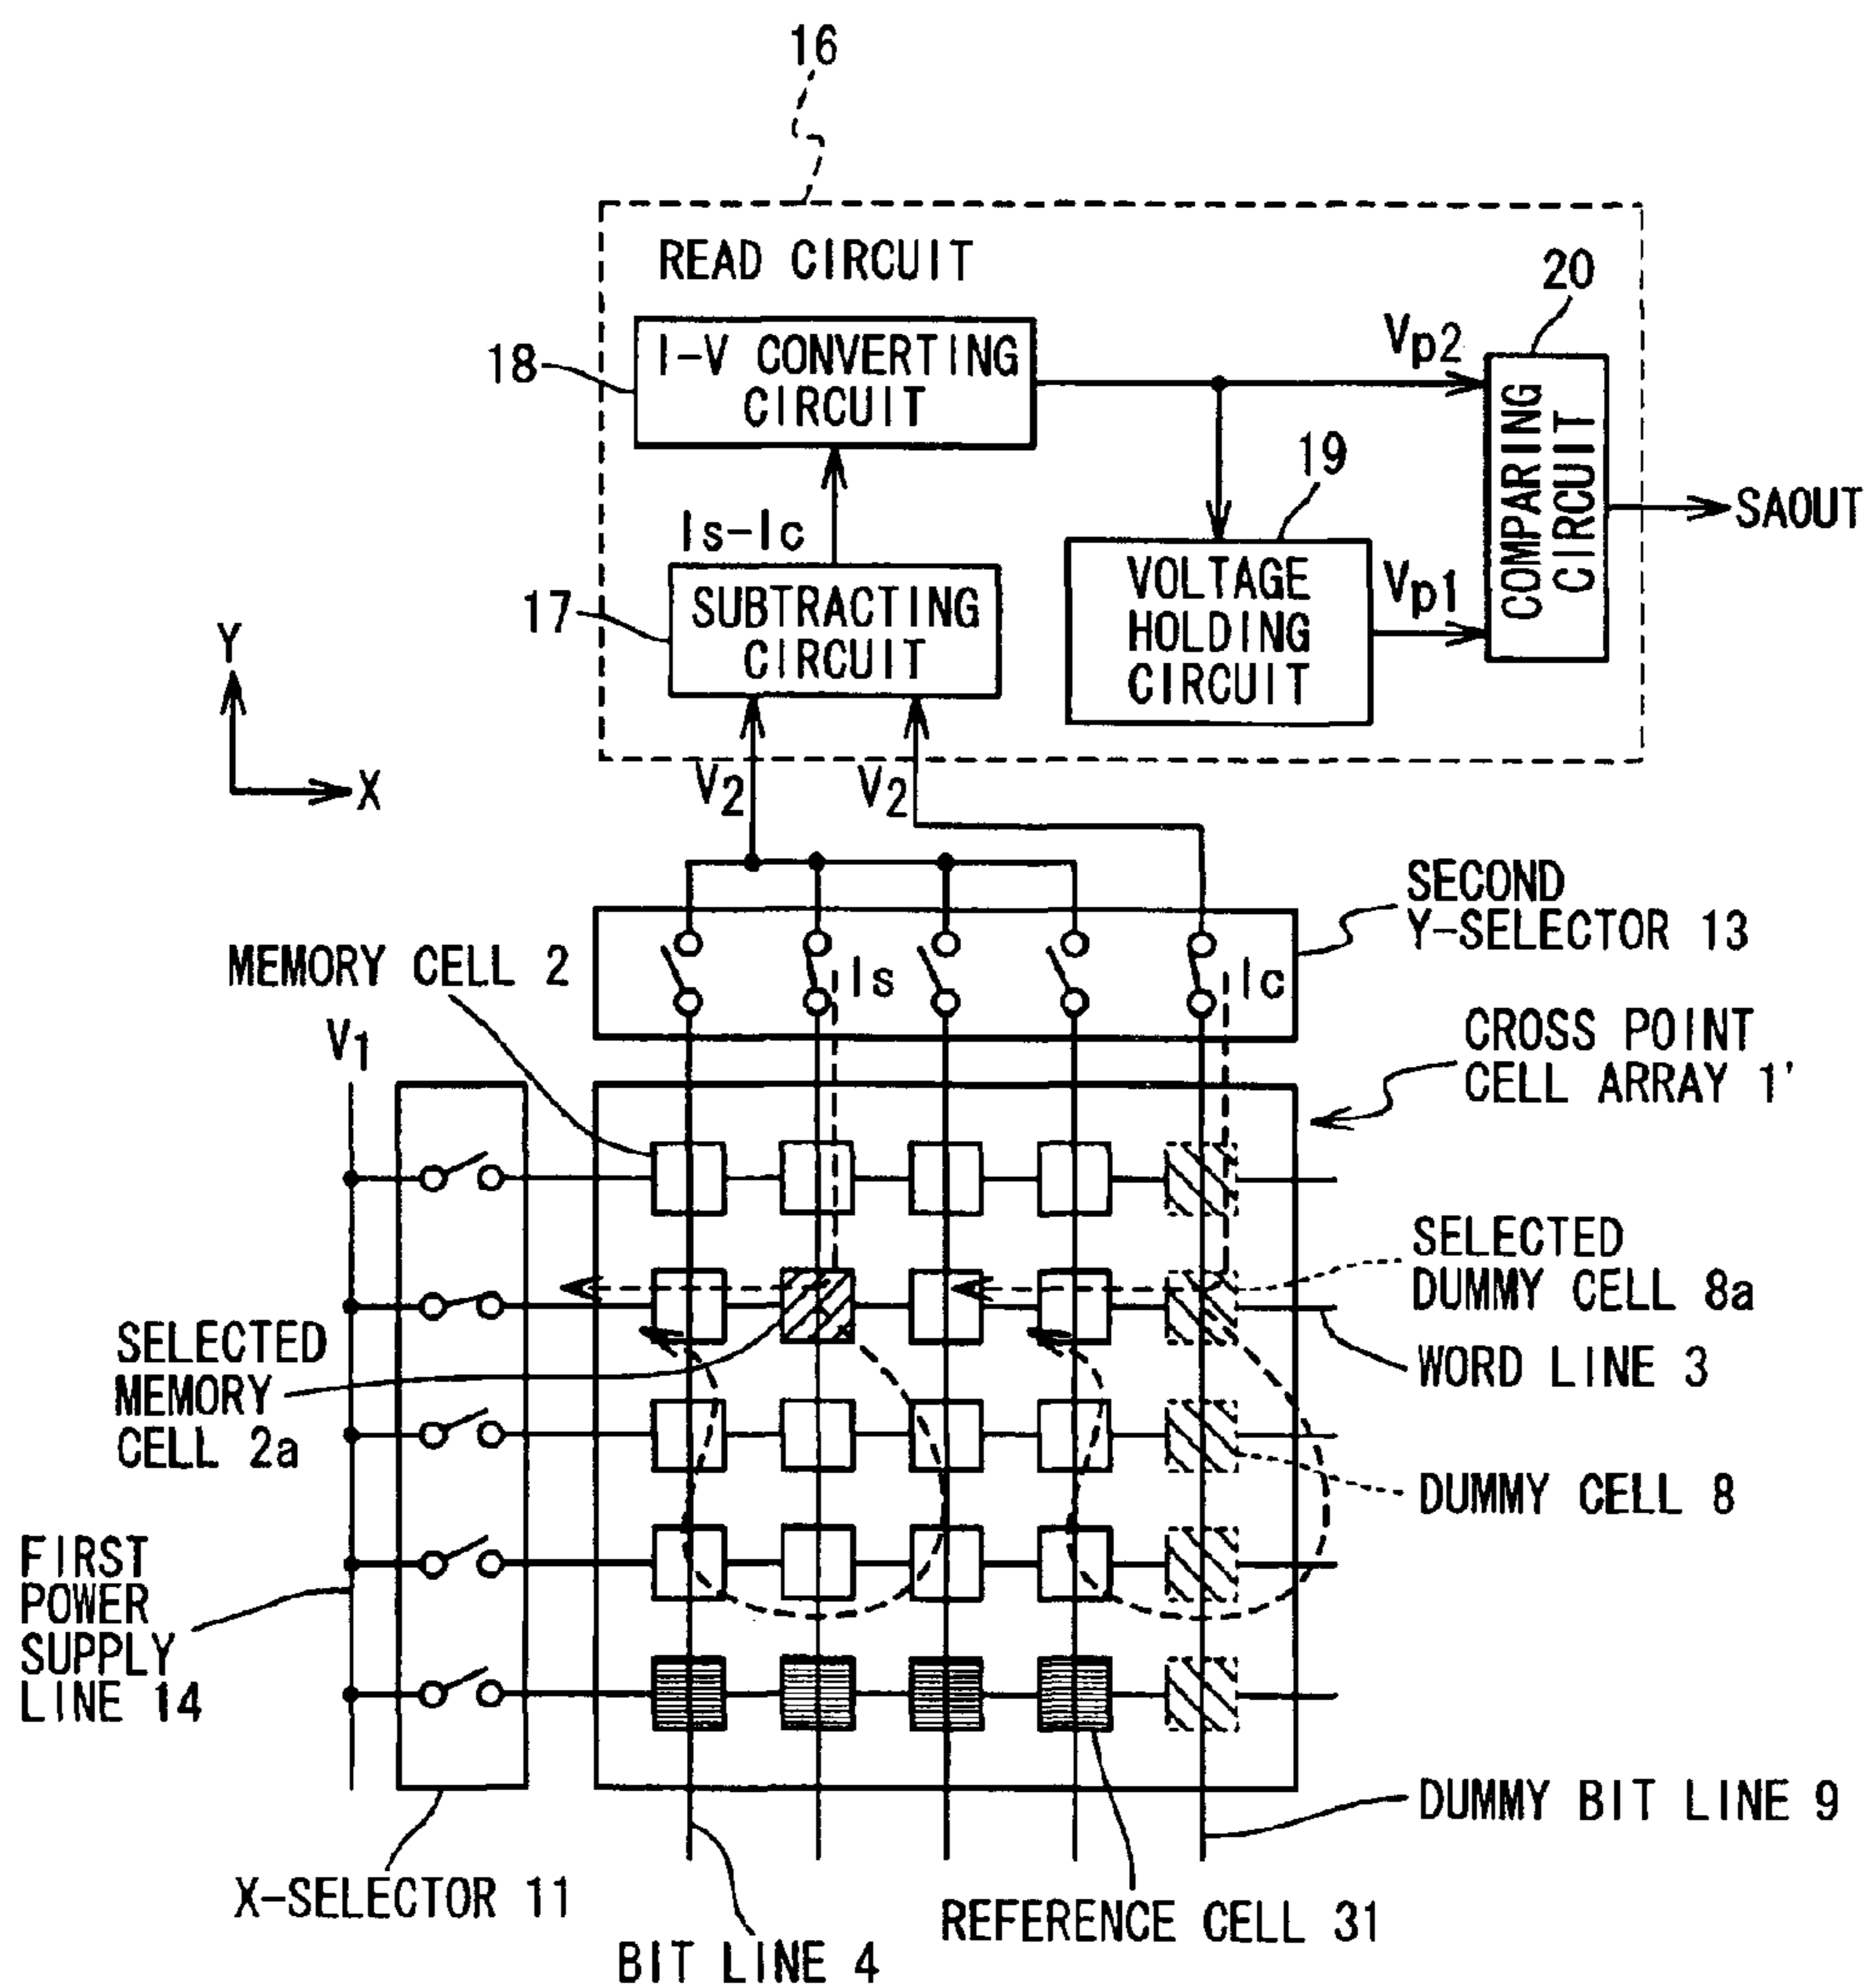 16
READ CIRCUIT
20
I-V CONVERTING
CIRCUIT
18
Vp2
COMPARING
CIRCUIT
19
SAOUT
Is-Ic
VOLTAGE
HOLDING
CIRCUIT
Vp1
17
SUBTRACTING
CIRCUIT
Y
X
V2
V2
SECOND
Y-SELECTOR 13
MEMORY CELL 2
Is
Ic
V1
CROSS POINT
CELL ARRAY 1'
SELECTED
DUMMY CELL 8a
SELECTED
MEMORY
CELL 2a
WORD LINE 3
DUMMY CELL 8
FIRST
POWER
SUPPLY
LINE 14
DUMMY BIT LINE 9
X-SELECTOR 11
REFERENCE CELL 31
BIT LINE 4